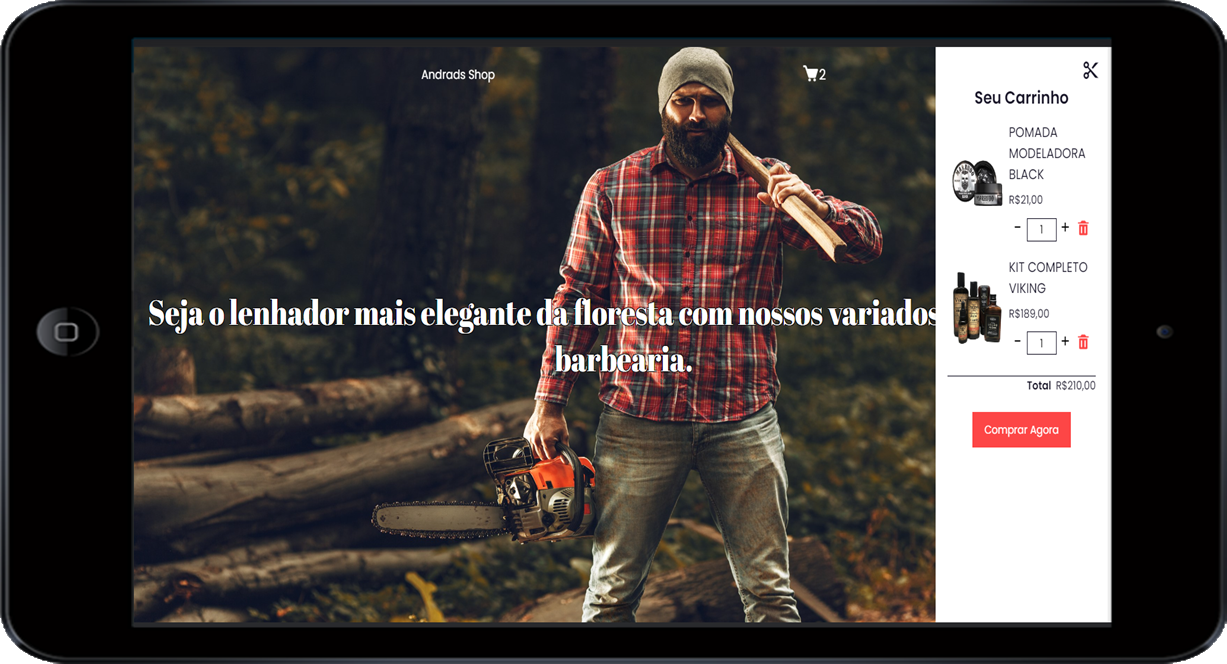 Andrads Shop
2
Seja o lenhador mais elegante da floresta com nossos variados
barbearia.
Seu Carrinho
POMADA
MODELADORA
BLACK
R$21,00
- 1 +
KIT COMPLETO
VIKING
R$189,00
- 1 +
Total R$210,00
Comprar Agora